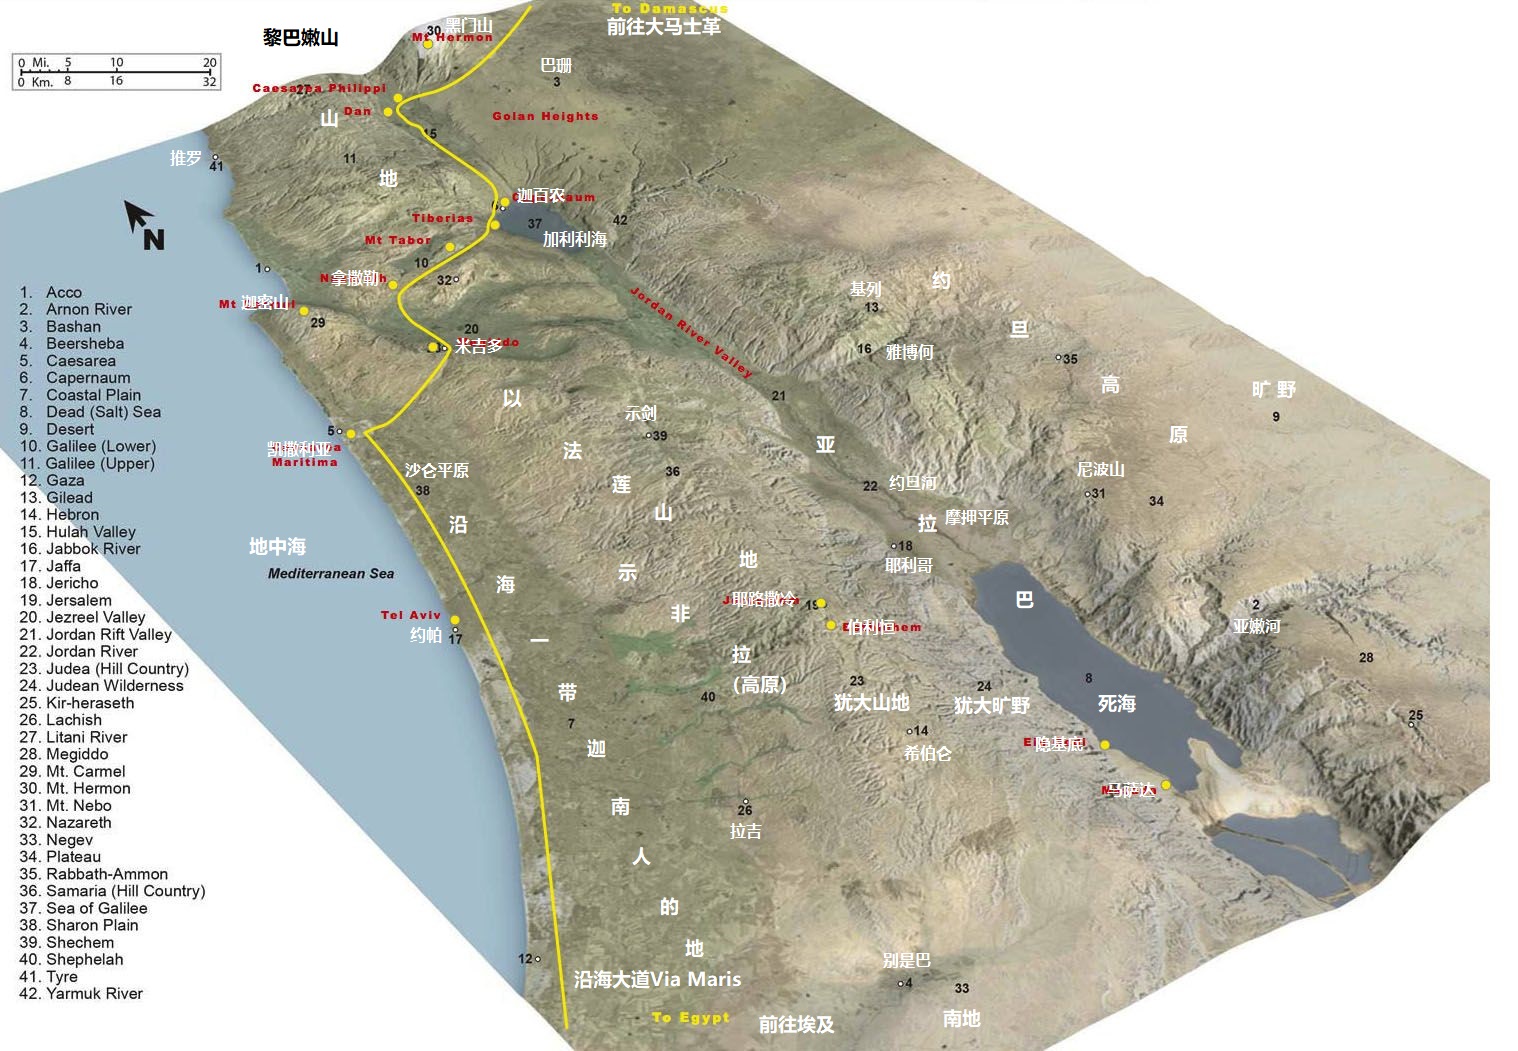 To Damascus
前往大马士革
黎巴嫩山
30
黑门山
Mt Hermon
0 Mi. 5 10 20
0 Km. 8 16 32
巴珊
3
27
Caesarea Philippi
Dan
Golan Heights
山
15
推罗
41
11
地
迦百农
Tiberias
37
42
加利利海
Mt Tabor
10
1
拿撒勒
32
迦密山
29
20
米吉多
Jordan River Valley
基列
13
约
旦
16
雅博何
35
高
旷 野
9
原
21
以
示剑
39
法
36
莲
山
地
5
凯撒利亚
Maritima
沙仑平原
38
沿
海
亚
22
约旦河
尼波山
31
34
拉
摩押平原
18
耶利哥
巴
地中海
Mediterranean Sea
示
非
拉
(高原)
耶路撒冷
19
伯利恒
2
亚嫩河
28
Tel Aviv
约帕
17
一
带
7
迦
南
人
的
地
40
23
犹大山地
24
犹大旷野
8
死海
25
14
希伯仑
隐基底
马萨达
26
拉吉
12
沿海大道Via Maris
To Egypt
前往埃及
别是巴
4
33
南地
N
1. Acco
2. Arnon River
3. Bashan
4. Beersheba
5. Caesarea
6. Capernaum
7. Coastal Plain
8. Dead (Salt) Sea
9. Desert
10. Galilee (Lower)
11. Galilee (Upper)
12. Gaza
13. Gilead
14. Hebron
15. Hulah Valley
16. Jabbok River
17. Jaffa
18. Jericho
19. Jersalem
20. Jezreel Valley
21. Jordan Rift Valley
22. Jordan River
23. Judea (Hill Country)
24. Judean Wilderness
25. Kir-heraseth
26. Lachish
27. Litani River
28. Megiddo
29. Mt. Carmel
30. Mt. Hermon
31. Mt. Nebo
32. Nazareth
33. Negev
34. Plateau
35. Rabbath-Ammon
36. Samaria (Hill Country)
37. Sea of Galilee
38. Sharon Plain
39. Shechem
40. Shephelah
41. Tyre
42. Yarmuk River